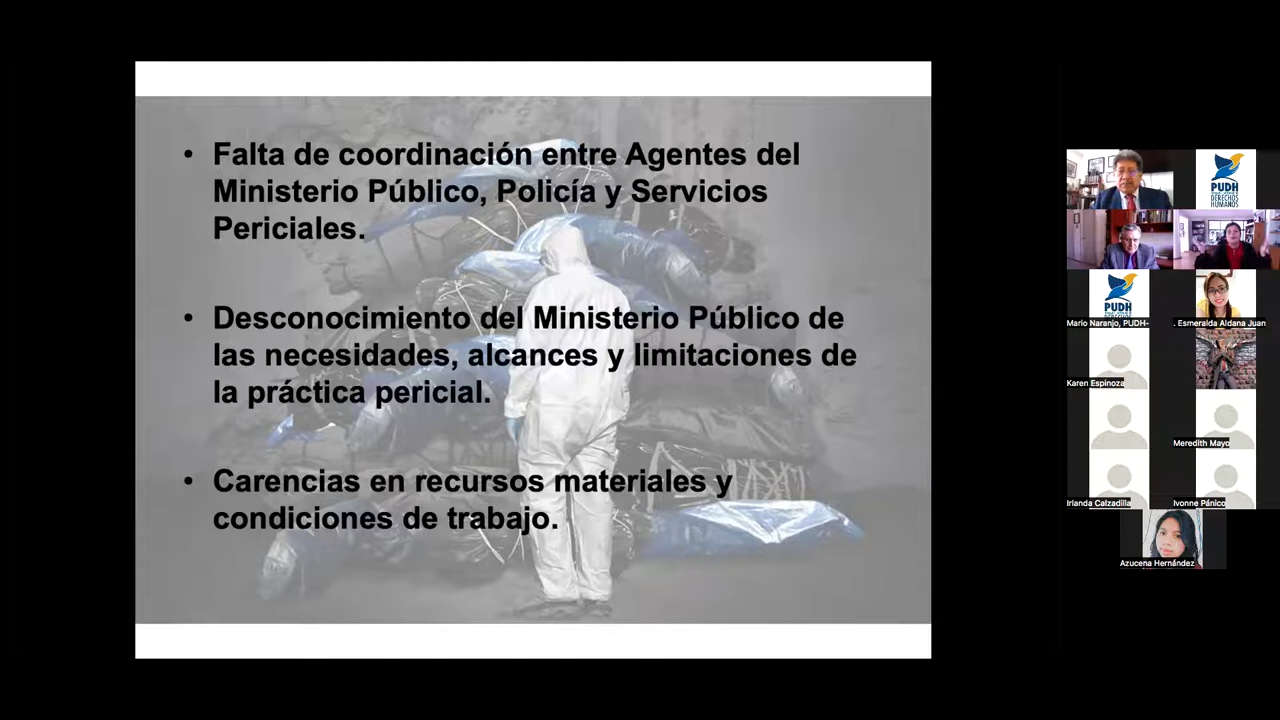 • Falta de coordinación entre Agentes del
Ministerio Público, Policía y Servicios
Periciales.
• Desconocimiento del Ministerio Público de
las necesidades, alcances y limitaciones de
la práctica pericial.
• Carencias en recursos materiales y
condiciones de trabajo.
PUDH
DERECHOS
HUMANOS
PUDH
Mario Naranjo, PUDH-
. Esmeralda Aldana Juan
Karen Espinoza
Meredith Mayo
Irlanda Calzadilla
Ivonne Pánico
Azucena Hernández